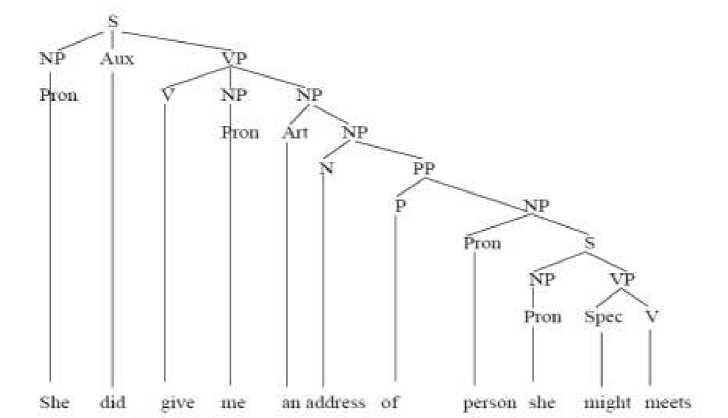 S
NP Aux VP
Pron V NP NP
Pron Art NP
N PP
P NP
Pron S
NP VP
Pron Spec V
She did give me an address of person she might meets